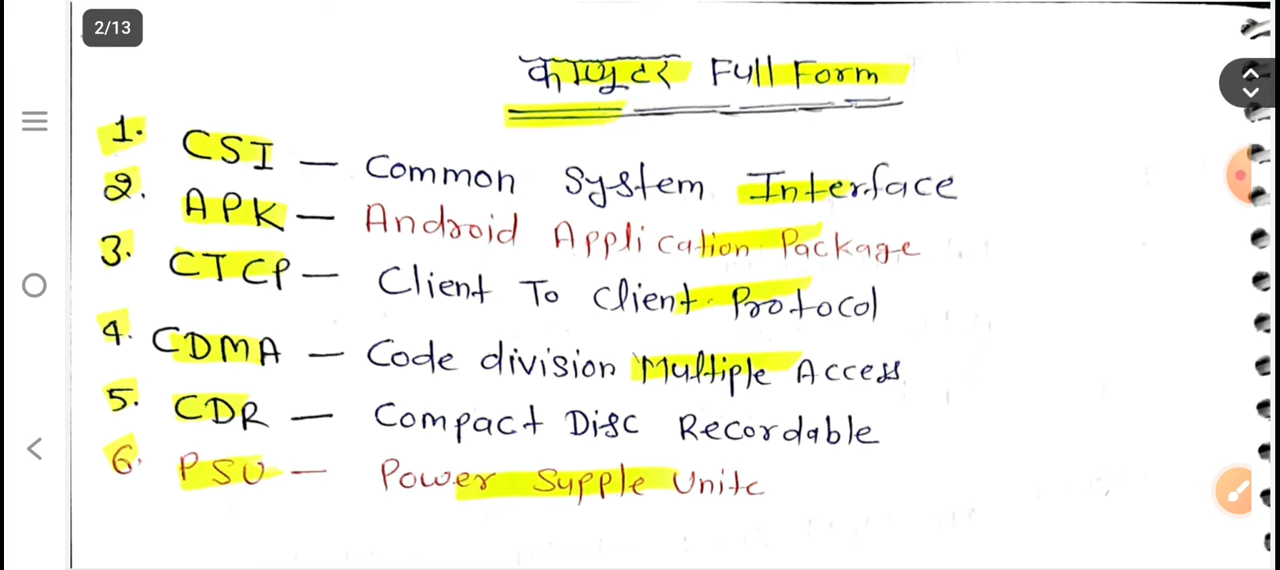 2/13
कम्प्युटर Full Form
1. CSI — Common System Interface
2. APK — Android Application Package
3. CTCP — Client To Client Protocol
4. CDMA — Code division Multiple Access
5. CDR — Compact Disc Recordable
6. PSU — Power Supple Unite